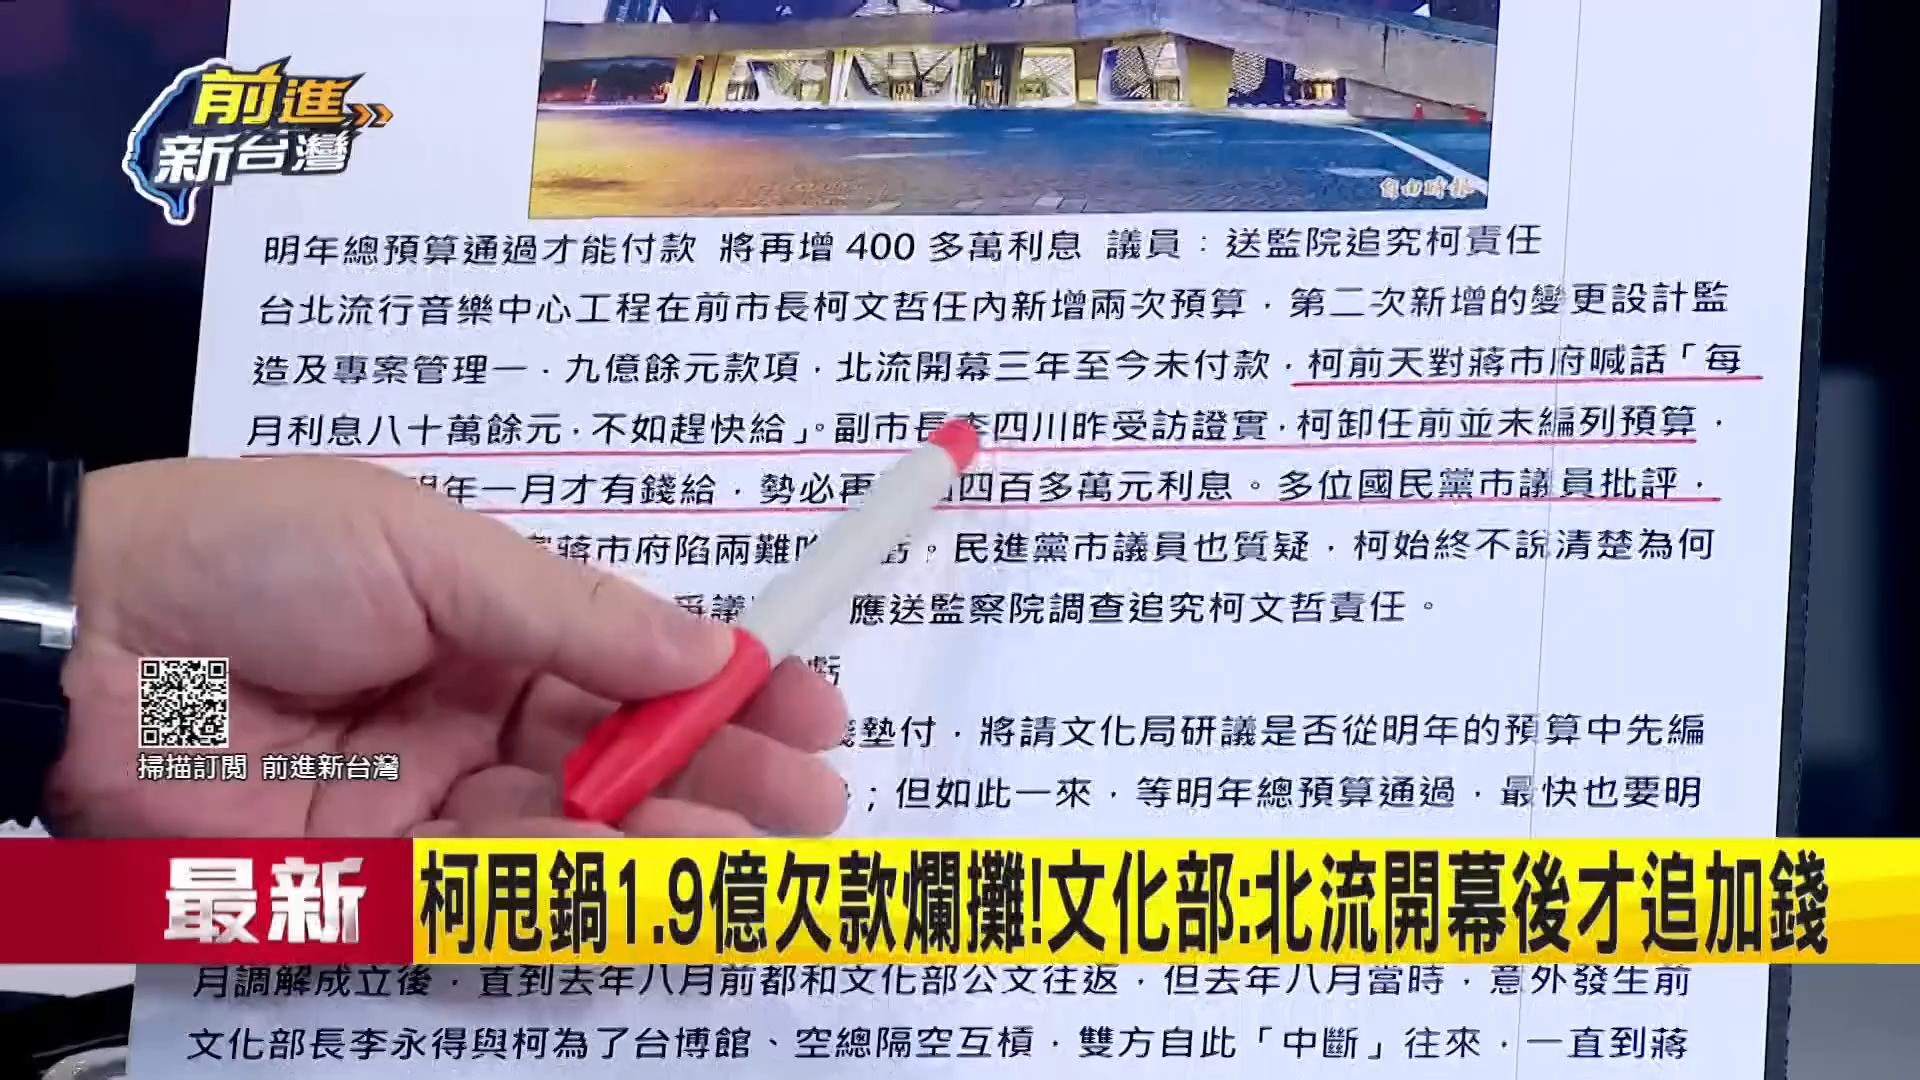 前進
新台灣
自由時報
明年總預算通過才能付款 將再增 400 多萬利息 議員：送監院追究柯責任
台北流行音樂中心工程在前市長柯文哲任內新增兩次預算，第二次新增的變更設計監
造及專案管理一．九億餘元款項，北流開幕三年至今未付款，柯前天對蔣市府喊話「每
月利息八十萬餘元，不如趕快給」。副市長李四川昨受訪證實，柯卸任前並未編列預算，
明年一月才有錢給，勢必再 四百多萬元利息。多位國民黨市議員批評，
蔣市府陷兩難 虧。民進黨市議員也質疑，柯始終不說清楚為何
爭議 應送監察院調查追究柯文哲責任。
虧
墊付，將請文化局研議是否從明年的預算中先編
；但如此一來，等明年總預算通過，最快也要明
掃描訂閱 前進新台灣
最新 柯甩鍋1.9億欠款爛攤!文化部:北流開幕後才追加錢
月調解成立後，直到去年八月前都和文化部公文往返，但去年八月當時，意外發生前
文化部長李永得與柯為了台博館、空總隔空互槓，雙方自此「中斷」往來，一直到蔣